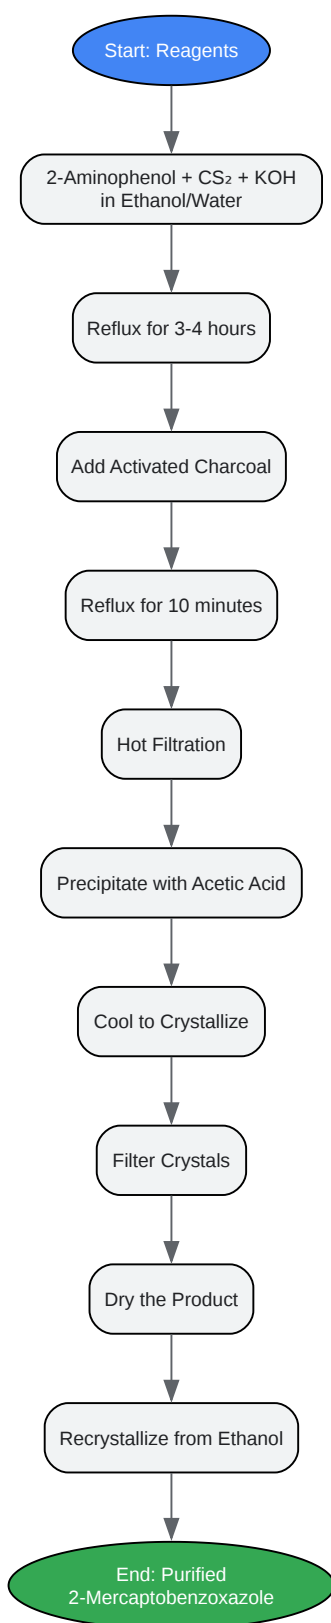 Start: Reagents
2-Aminophenol + CS₂ + KOH
in Ethanol/Water
Reflux for 3-4 hours
Add Activated Charcoal
Reflux for 10 minutes
Hot Filtration
Precipitate with Acetic Acid
Cool to Crystallize
Filter Crystals
Dry the Product
Recrystallize from Ethanol
End: Purified
2-Mercaptobenzoxazole